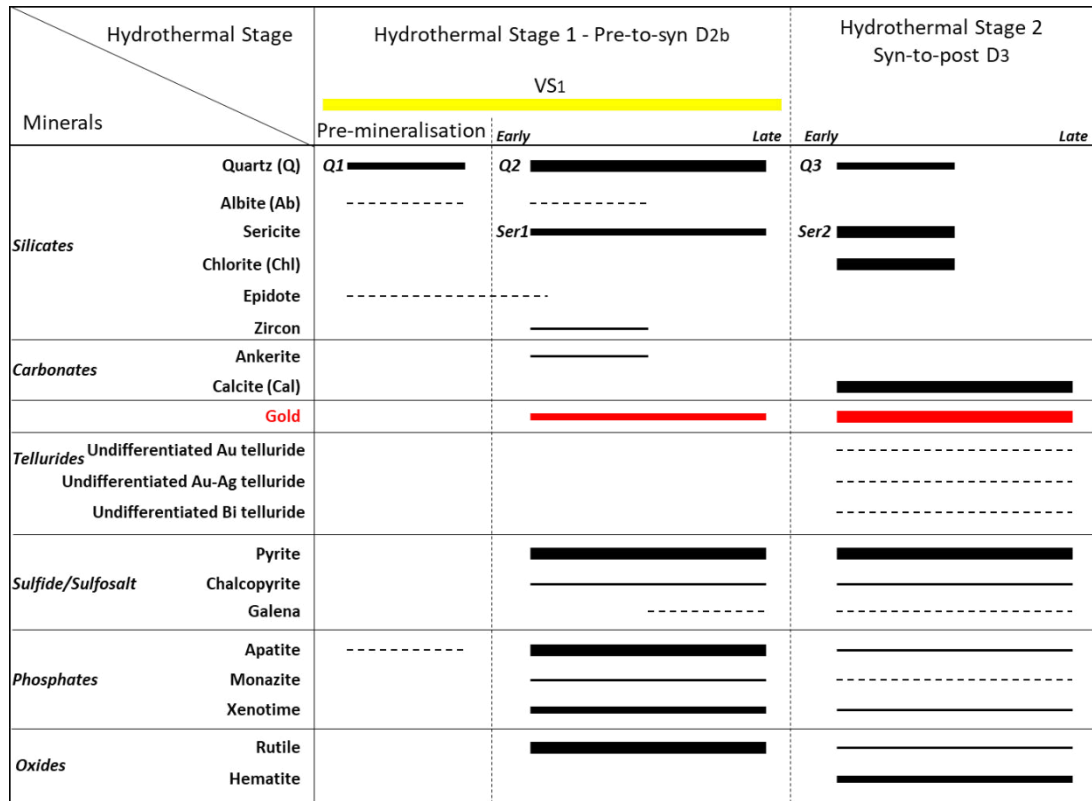 Hydrothermal Stage
Hydrothermal Stage 1 - Pre-to-syn D2b
Hydrothermal Stage 2
Syn-to-post D3
VS1
Minerals
Pre-mineralisation
Early
Late
Early
Late
Silicates
Quartz (Q)
Q1
Q2
Q3
Albite (Ab)
Sericite
Ser1
Ser2
Chlorite (Chl)
Epidote
Zircon
Carbonates
Ankerite
Calcite (Cal)
Gold
Tellurides
Undifferentiated Au telluride
Undifferentiated Au-Ag telluride
Undifferentiated Bi telluride
Sulfide/Sulfosalt
Pyrite
Chalcopyrite
Galena
Phosphates
Apatite
Monazite
Xenotime
Oxides
Rutile
Hematite